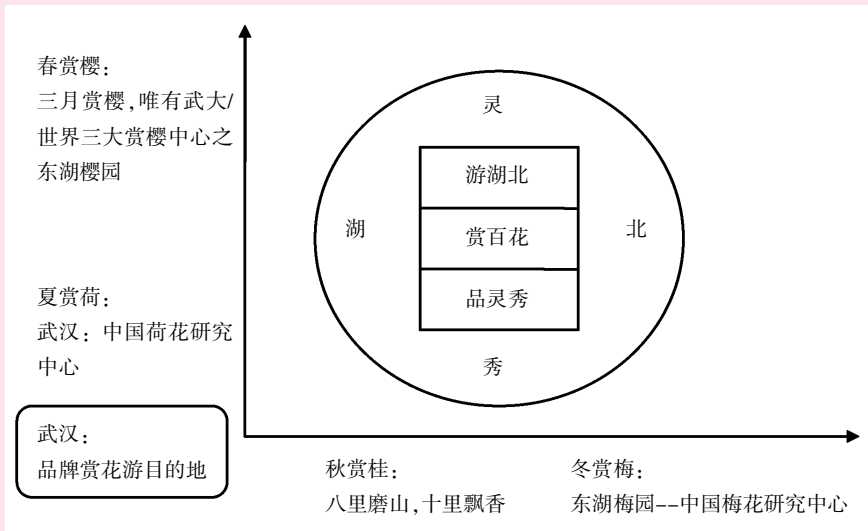 春赏樱：
三月赏樱，唯有武大/
世界三大赏樱中心之
东湖樱园
夏赏荷：
武汉：中国荷花研究
中心
武汉：
品牌赏花游目的地
灵
湖
游湖北
赏百花
品灵秀
北
秀
秋赏桂：
八里磨山，十里飘香
冬赏梅：
东湖梅园--中国梅花研究中心